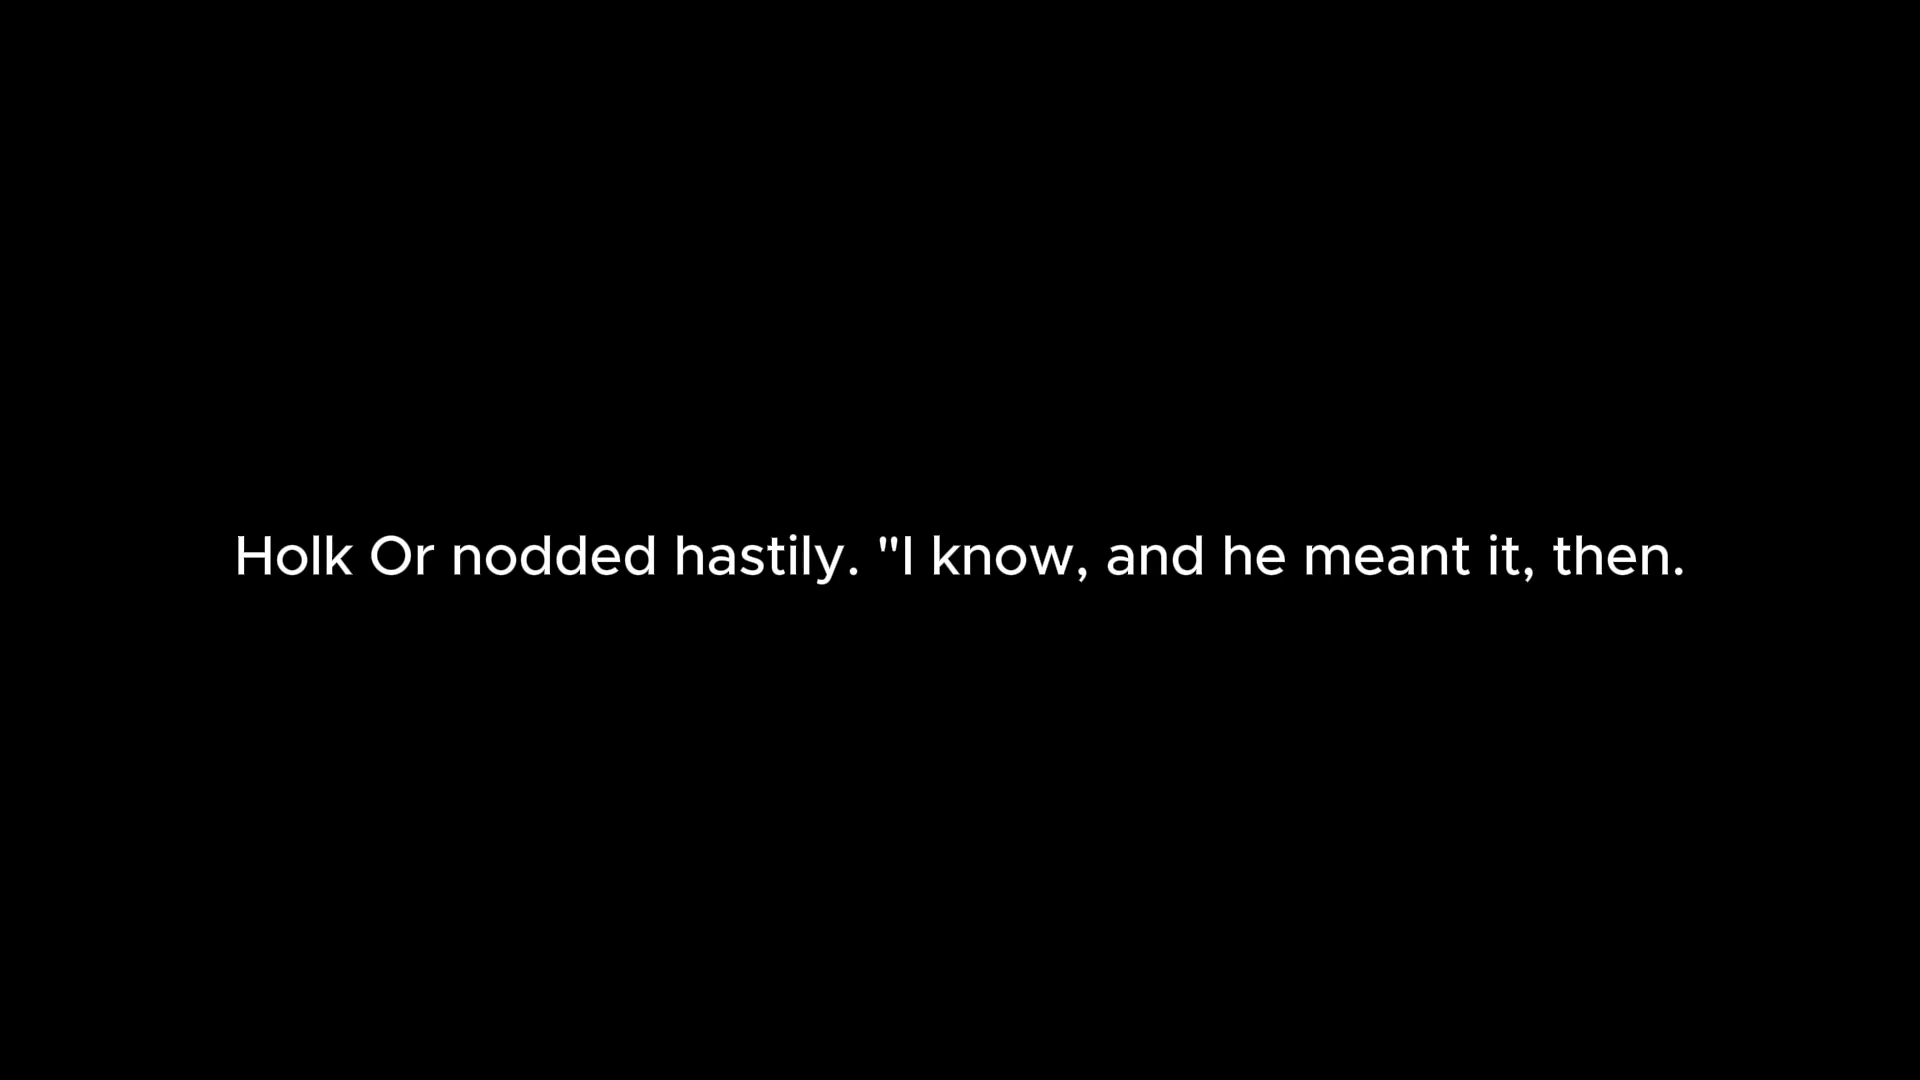 Holk Or nodded hastily. "I know, and he meant it, then.